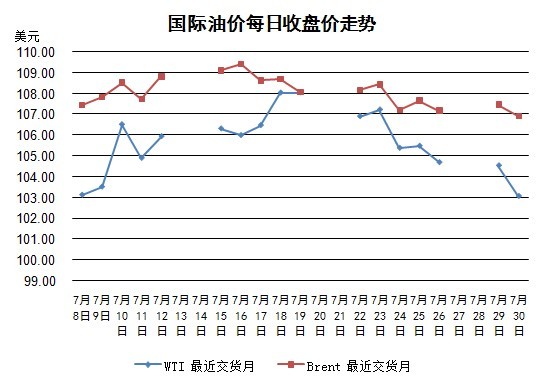 国际油价每日收盘价走势
美元
110.00
109.00
108.00
107.00
106.00
105.00
104.00
103.00
102.00
101.00
100.00
99.00
7月8日
7月9日
7月10日
7月11日
7月12日
7月13日
7月14日
7月15日
7月16日
7月17日
7月18日
7月19日
7月20日
7月21日
7月22日
7月23日
7月24日
7月25日
7月26日
7月27日
7月28日
7月29日
7月30日
WTI 最近交货月
Brent 最近交货月